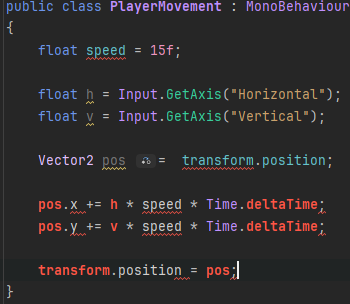 public class PlayerMovement : MonoBehaviour
{
float speed = 15f;
float h = Input.GetAxis("Horizontal");
float v = Input.GetAxis("Vertical");
Vector2 pos = transform.position;
pos.x += h * speed * Time.deltaTime;
pos.y += v * speed * Time.deltaTime;
transform.position = pos;
}